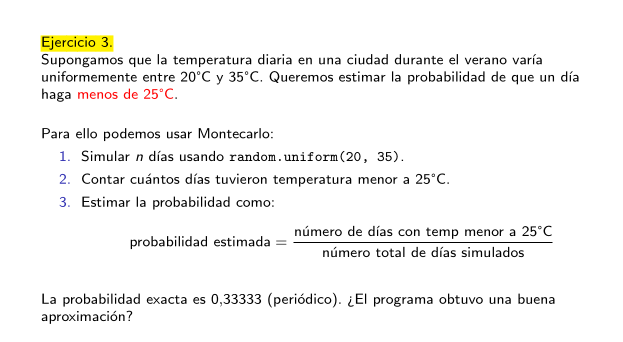 Ejercicio 3.
Supongamos que la temperatura diaria en una ciudad durante el verano varía
uniformemente entre 20°C y 35°C. Queremos estimar la probabilidad de que un día
haga menos de 25°C.
Para ello podemos usar Montecarlo:
1. Simular n días usando random.uniform(20, 35).
2. Contar cuántos días tuvieron temperatura menor a 25°C.
3. Estimar la probabilidad como:
número de días con temp menor a 25°C
probabilidad estimada =
número total de días simulados
La probabilidad exacta es 0,33333 (periódico). ¿El programa obtuvo una buena
aproximación?